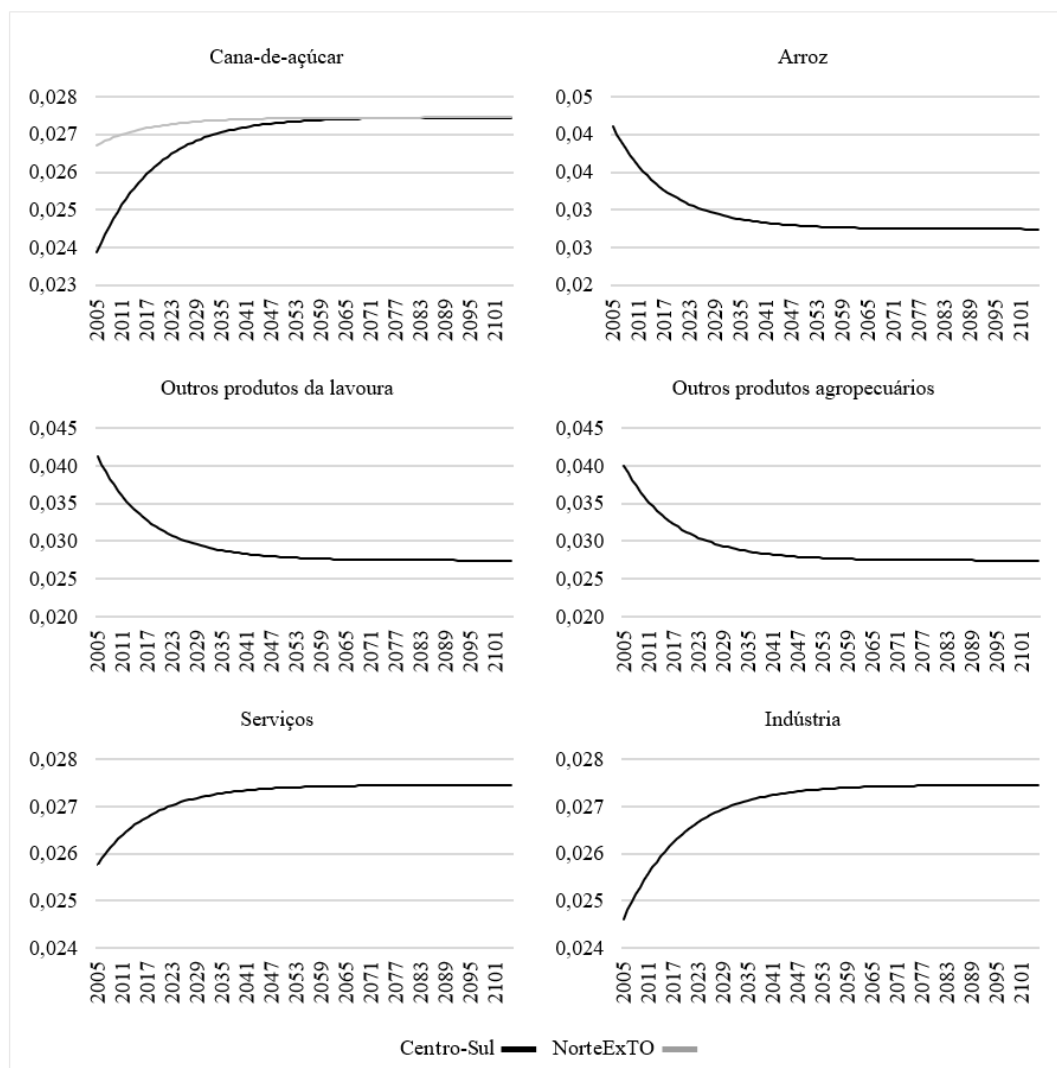 Cana-de-açúcar
0,028
0,027
0,026
0,025
0,024
0,023
2005 2011 2017 2023 2029 2035 2041 2047 2053 2059 2065 2071 2077 2083 2089 2095 2101
Arroz
0,05
0,04
0,04
0,03
0,03
0,02
2005 2011 2017 2023 2029 2035 2041 2047 2053 2059 2065 2071 2077 2083 2089 2095 2101
Outros produtos da lavoura
0,045
0,040
0,035
0,030
0,025
0,020
2005 2011 2017 2023 2029 2035 2041 2047 2053 2059 2065 2071 2077 2083 2089 2095 2101
Outros produtos agropecuários
0,045
0,040
0,035
0,030
0,025
0,020
2005 2011 2017 2023 2029 2035 2041 2047 2053 2059 2065 2071 2077 2083 2089 2095 2101
Serviços
0,028
0,027
0,026
0,025
0,024
2005 2011 2017 2023 2029 2035 2041 2047 2053 2059 2065 2071 2077 2083 2089 2095 2101
Indústria
0,028
0,027
0,026
0,025
0,024
2005 2011 2017 2023 2029 2035 2041 2047 2053 2059 2065 2071 2077 2083 2089 2095 2101
Centro-Sul NorteExTO